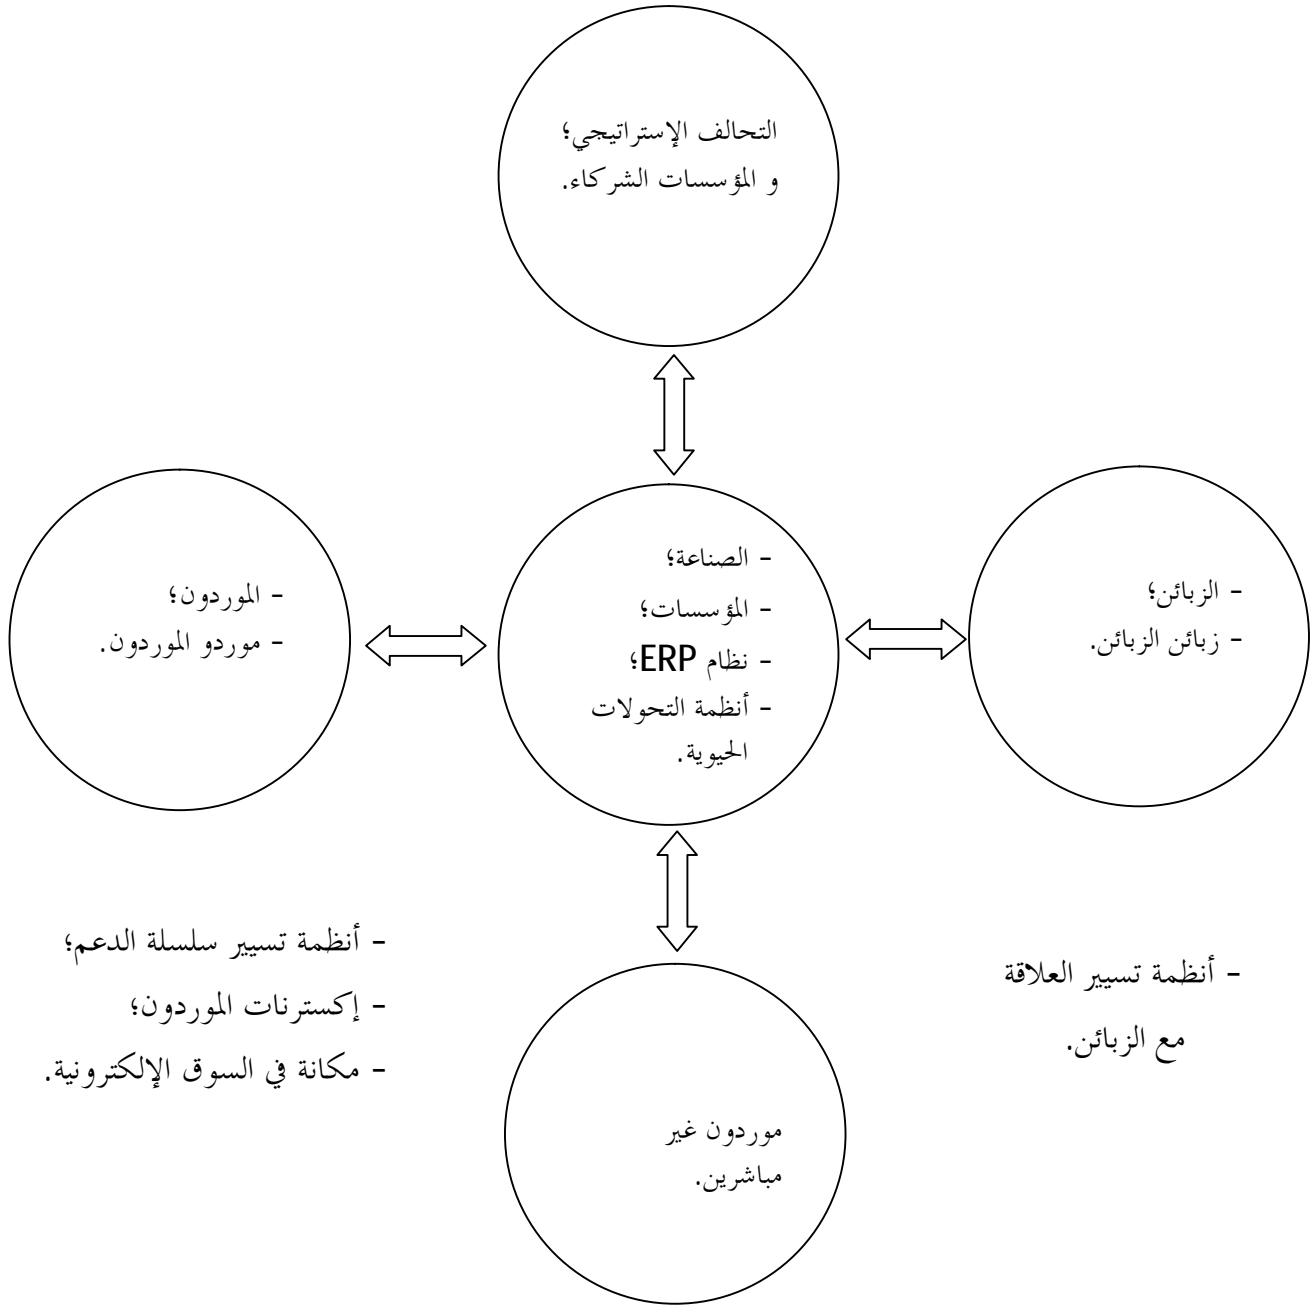 التحالف الإستراتيجي؛
و المؤسسات الشركاء.
- الزبائن؛
- زبائن الزبائن.
- الصناعة؛
- المؤسسات؛
- نظام ERP؛
- أنظمة التحولات
الحيوية.
- الموردون؛
- موردو الموردون.
- أنظمة تسيير العلاقة
مع الزبائن.
- أنظمة تسيير سلسلة الدعم؛
- إكسترنات الموردون؛
- مكانة في السوق الإلكترونية.
موردون غير
مباشرين.